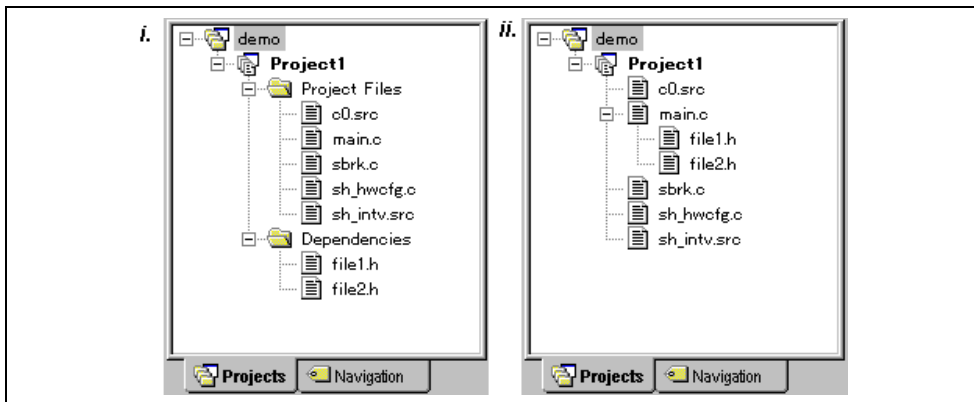 i.
demo
Project1
Project Files
c0.src
main.c
sbrk.c
sh_hwcfg.c
sh_intv.src
Dependencies
file1.h
file2.h
Projects
Navigation
ii.
demo
Project1
c0.src
main.c
file1.h
file2.h
sbrk.c
sh_hwcfg.c
sh_intv.src
Projects
Navigation